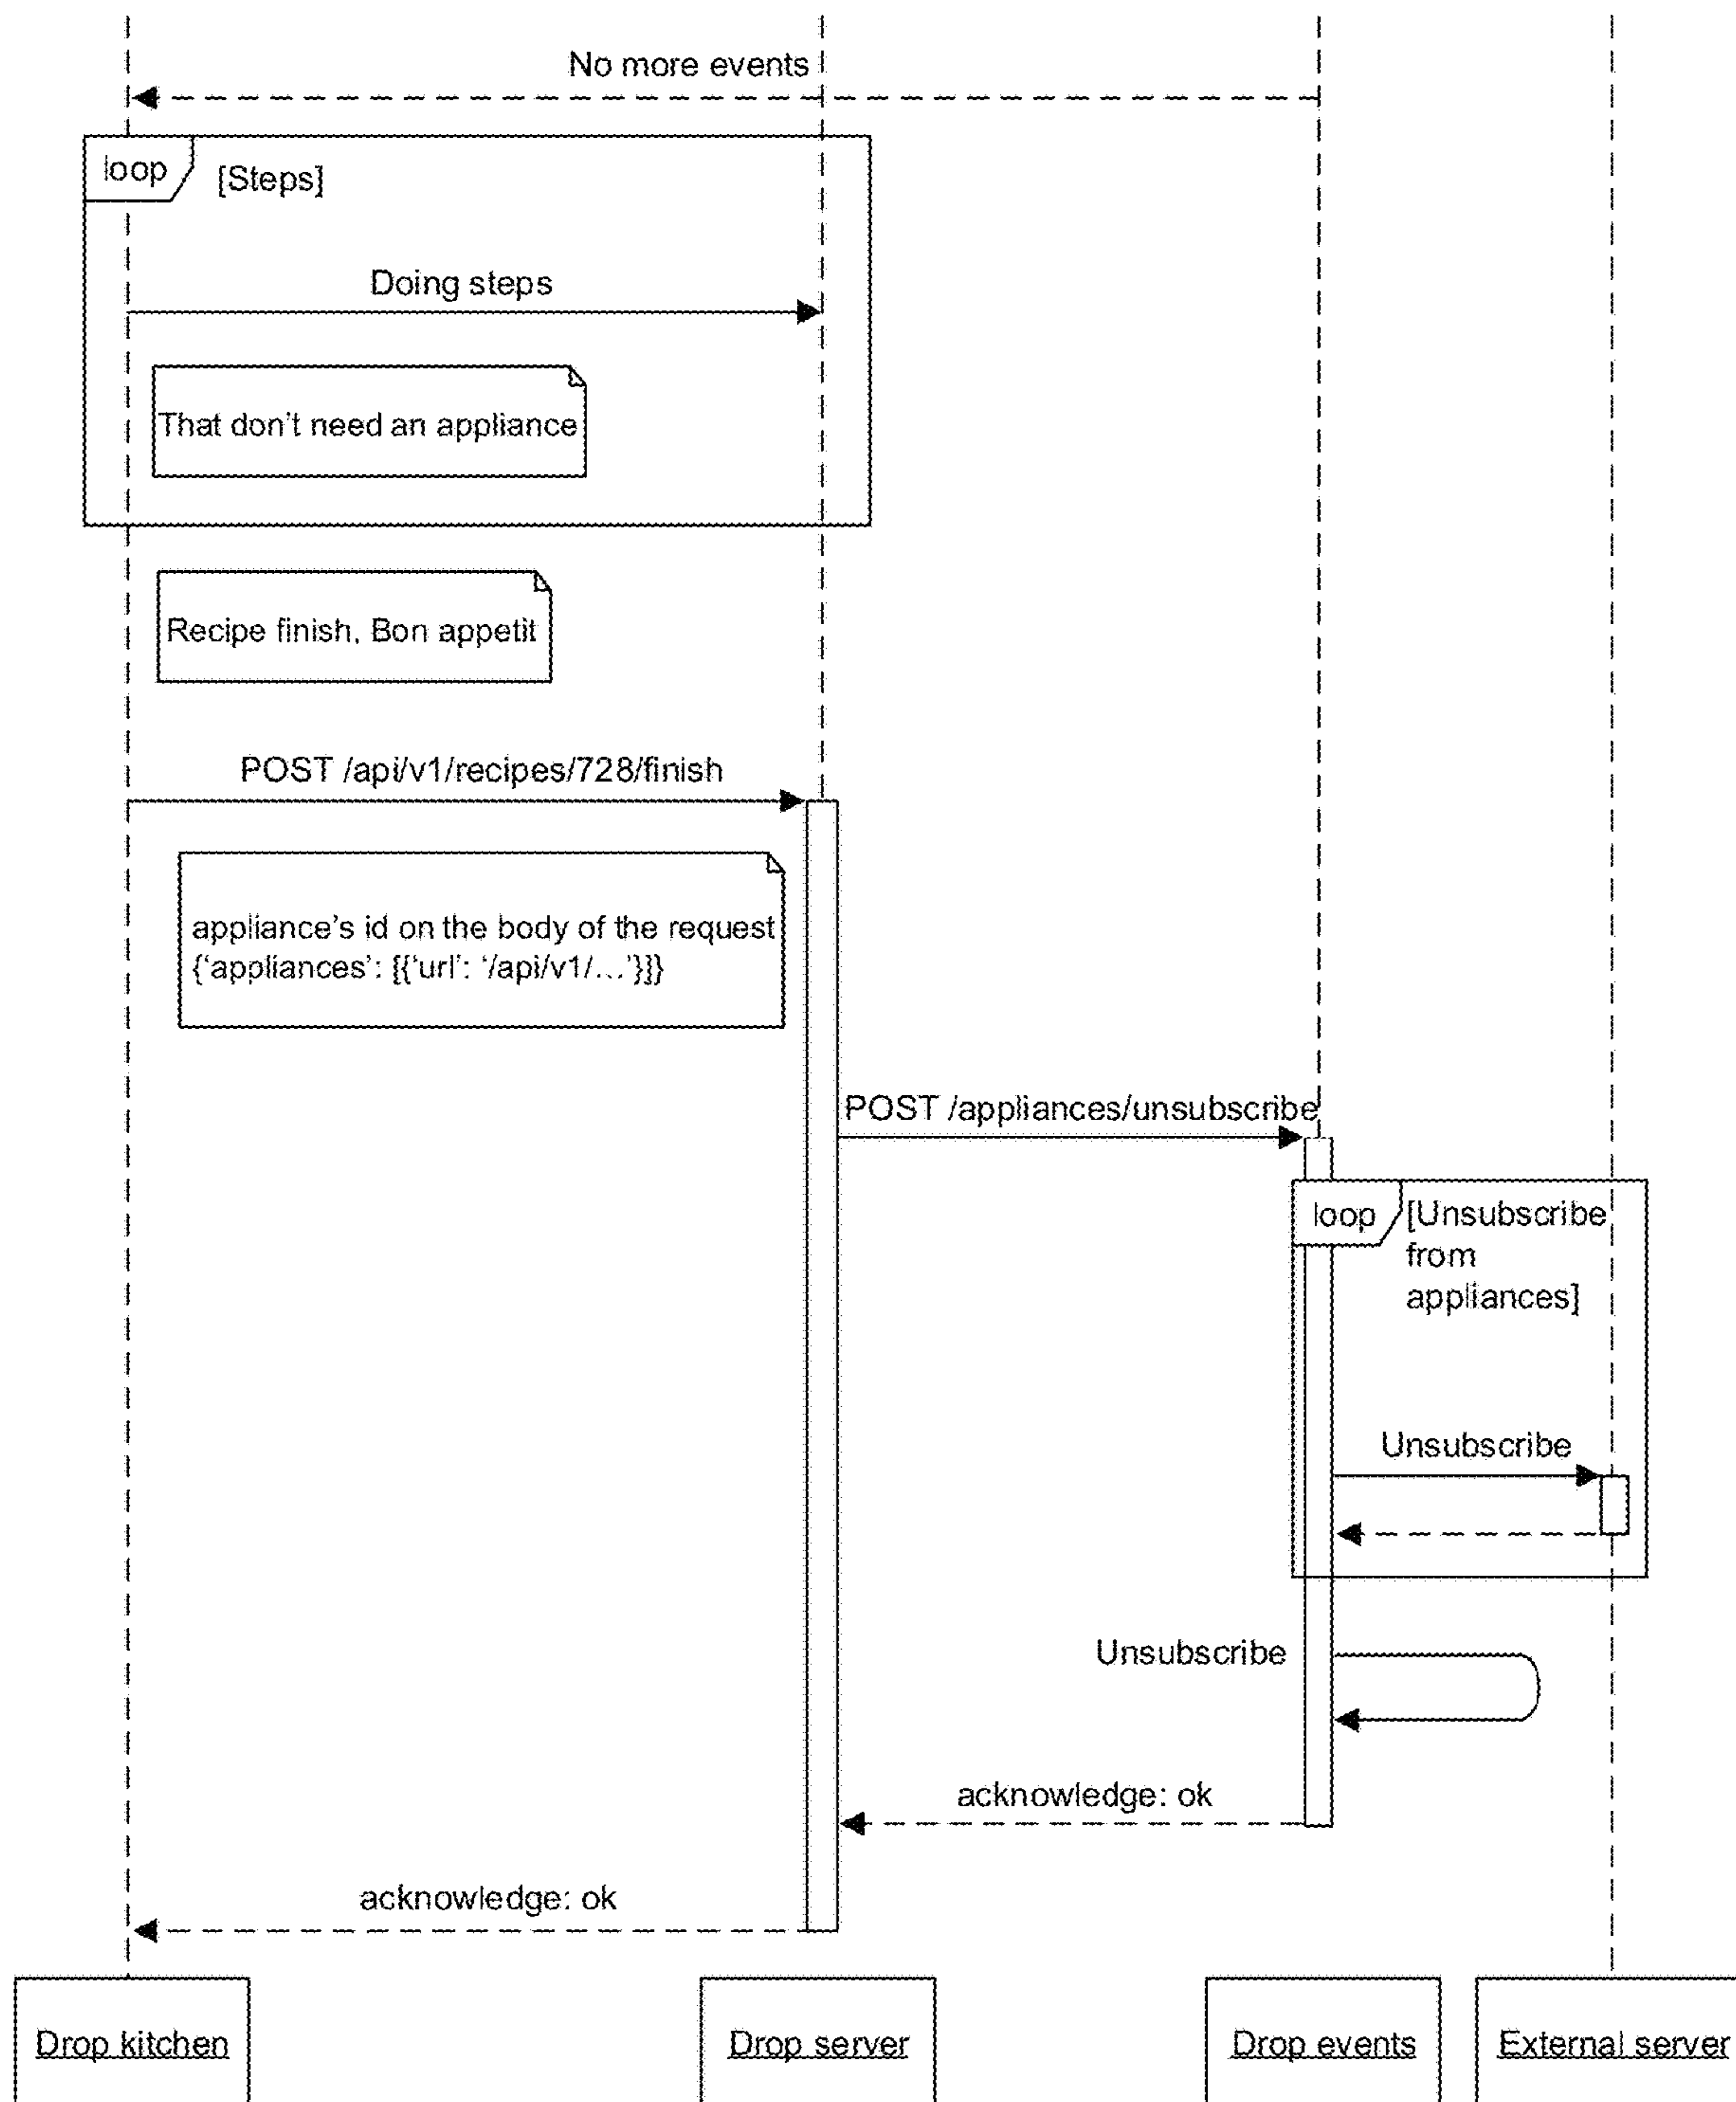 No more events
loop
[Steps]
Doing steps
That don't need an appliance
Recipe finish, Bon appetit
POST /api/v1/recipes/728/finish
appliance's id on the body of the request
{‘appliances’: [{‘url’: ‘/api/v1/...’}]}
POST /appliances/unsubscribe
loop
[Unsubscribe
from
appliances]
Unsubscribe
Unsubscribe
acknowledge: ok
acknowledge: ok
Drop kitchen
Drop server
Drop events
External server